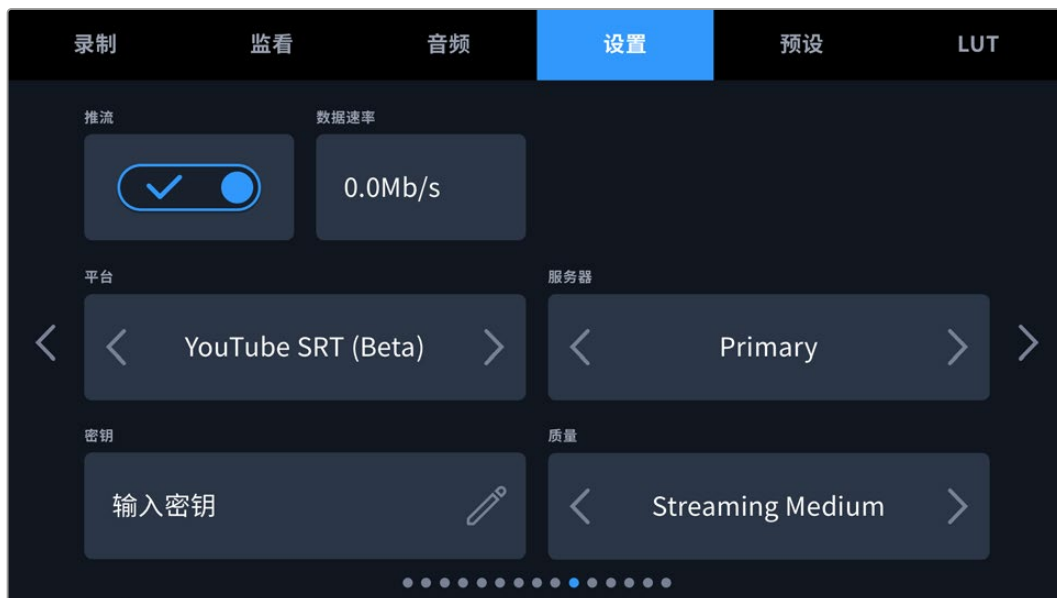 录制 监看 音频 设置 预设 LUT
推流 数据速率
0.0Mb/s
平台 服务器
YouTube SRT (Beta) Primary
密钥 质量
输入密钥 Streaming Medium